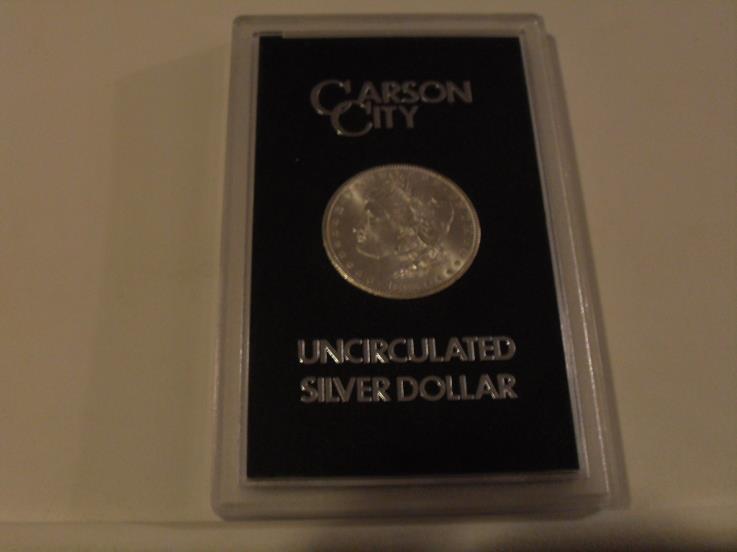 CARSON
CITY
UNCIRCULATED
SILVER DOLLAR